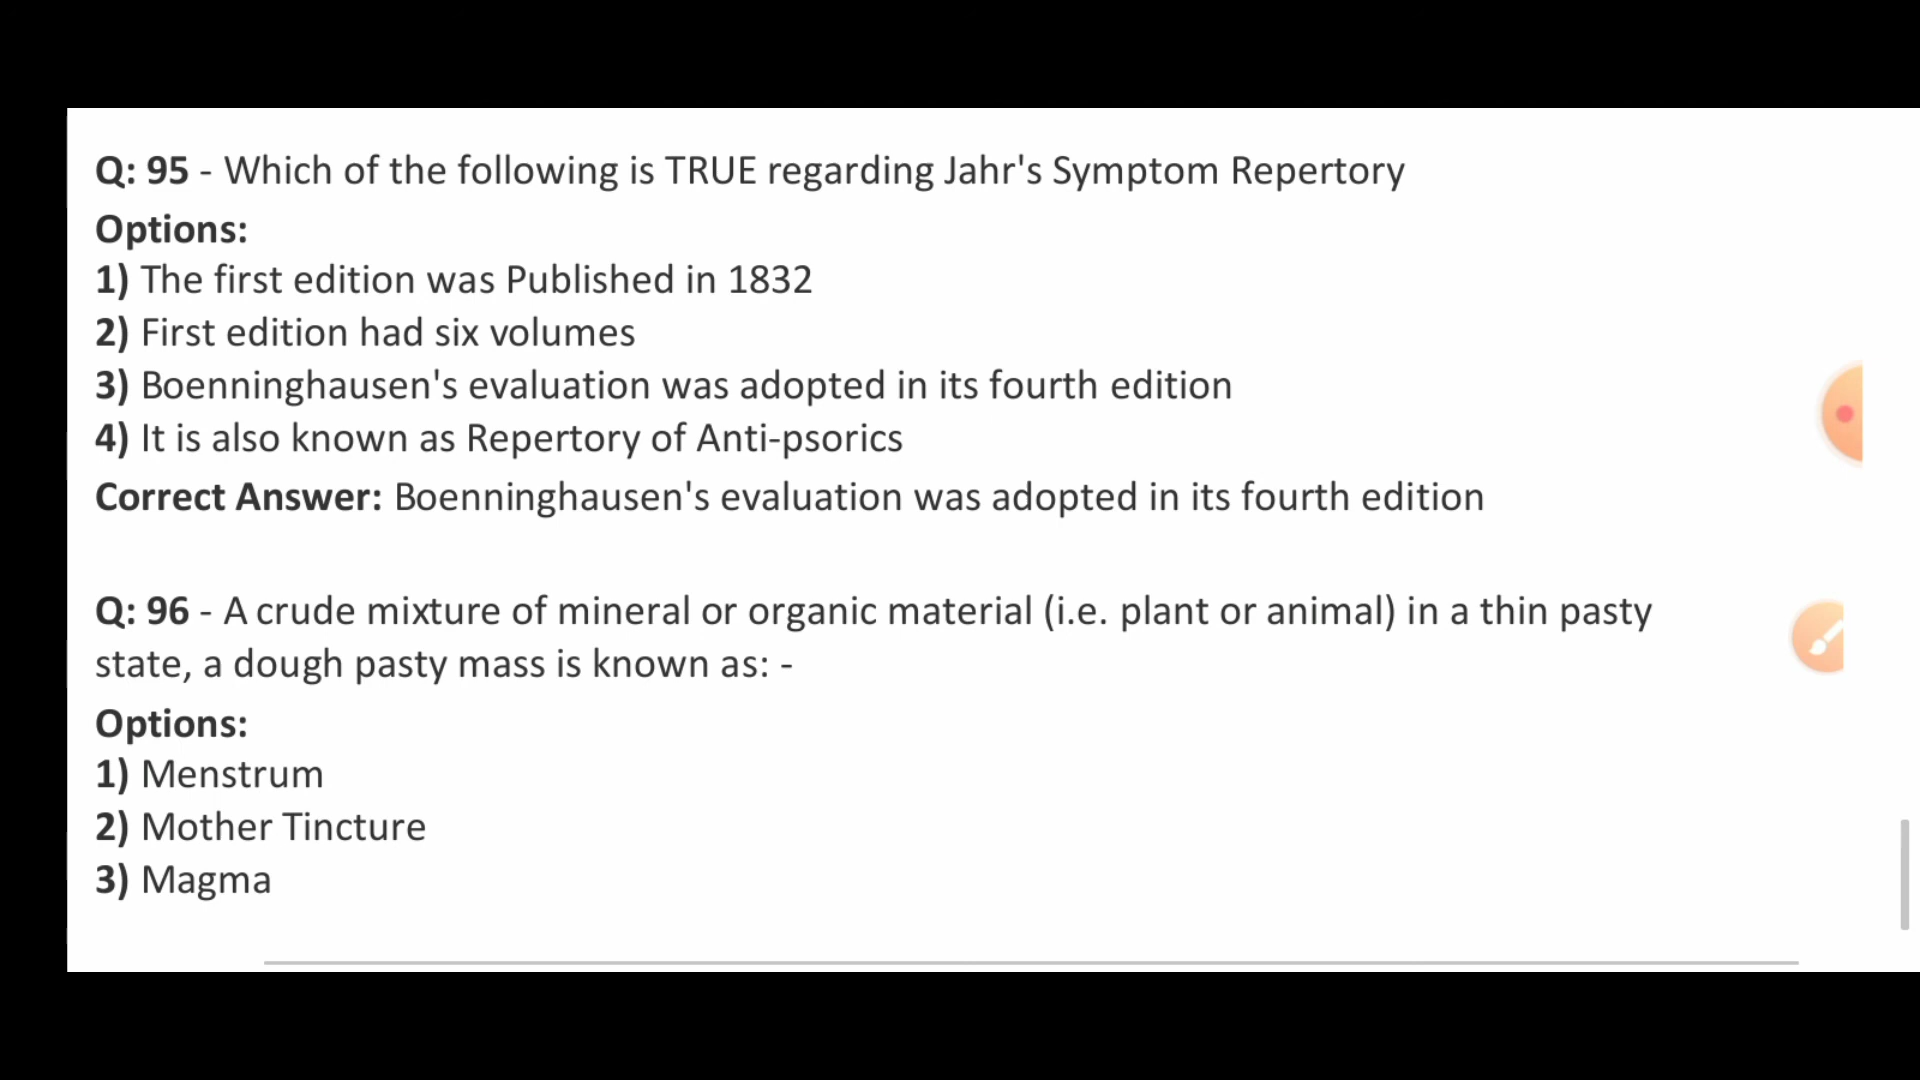 Q: 95 - Which of the following is TRUE regarding Jahr's Symptom Repertory
Options:
1) The first edition was Published in 1832
2) First edition had six volumes
3) Boenninghausen's evaluation was adopted in its fourth edition
4) It is also known as Repertory of Anti-psorics
Correct Answer: Boenninghausen's evaluation was adopted in its fourth edition
Q: 96 - A crude mixture of mineral or organic material (i.e. plant or animal) in a thin pasty
state, a dough pasty mass is known as: -
Options:
1) Menstrum
2) Mother Tincture
3) Magma